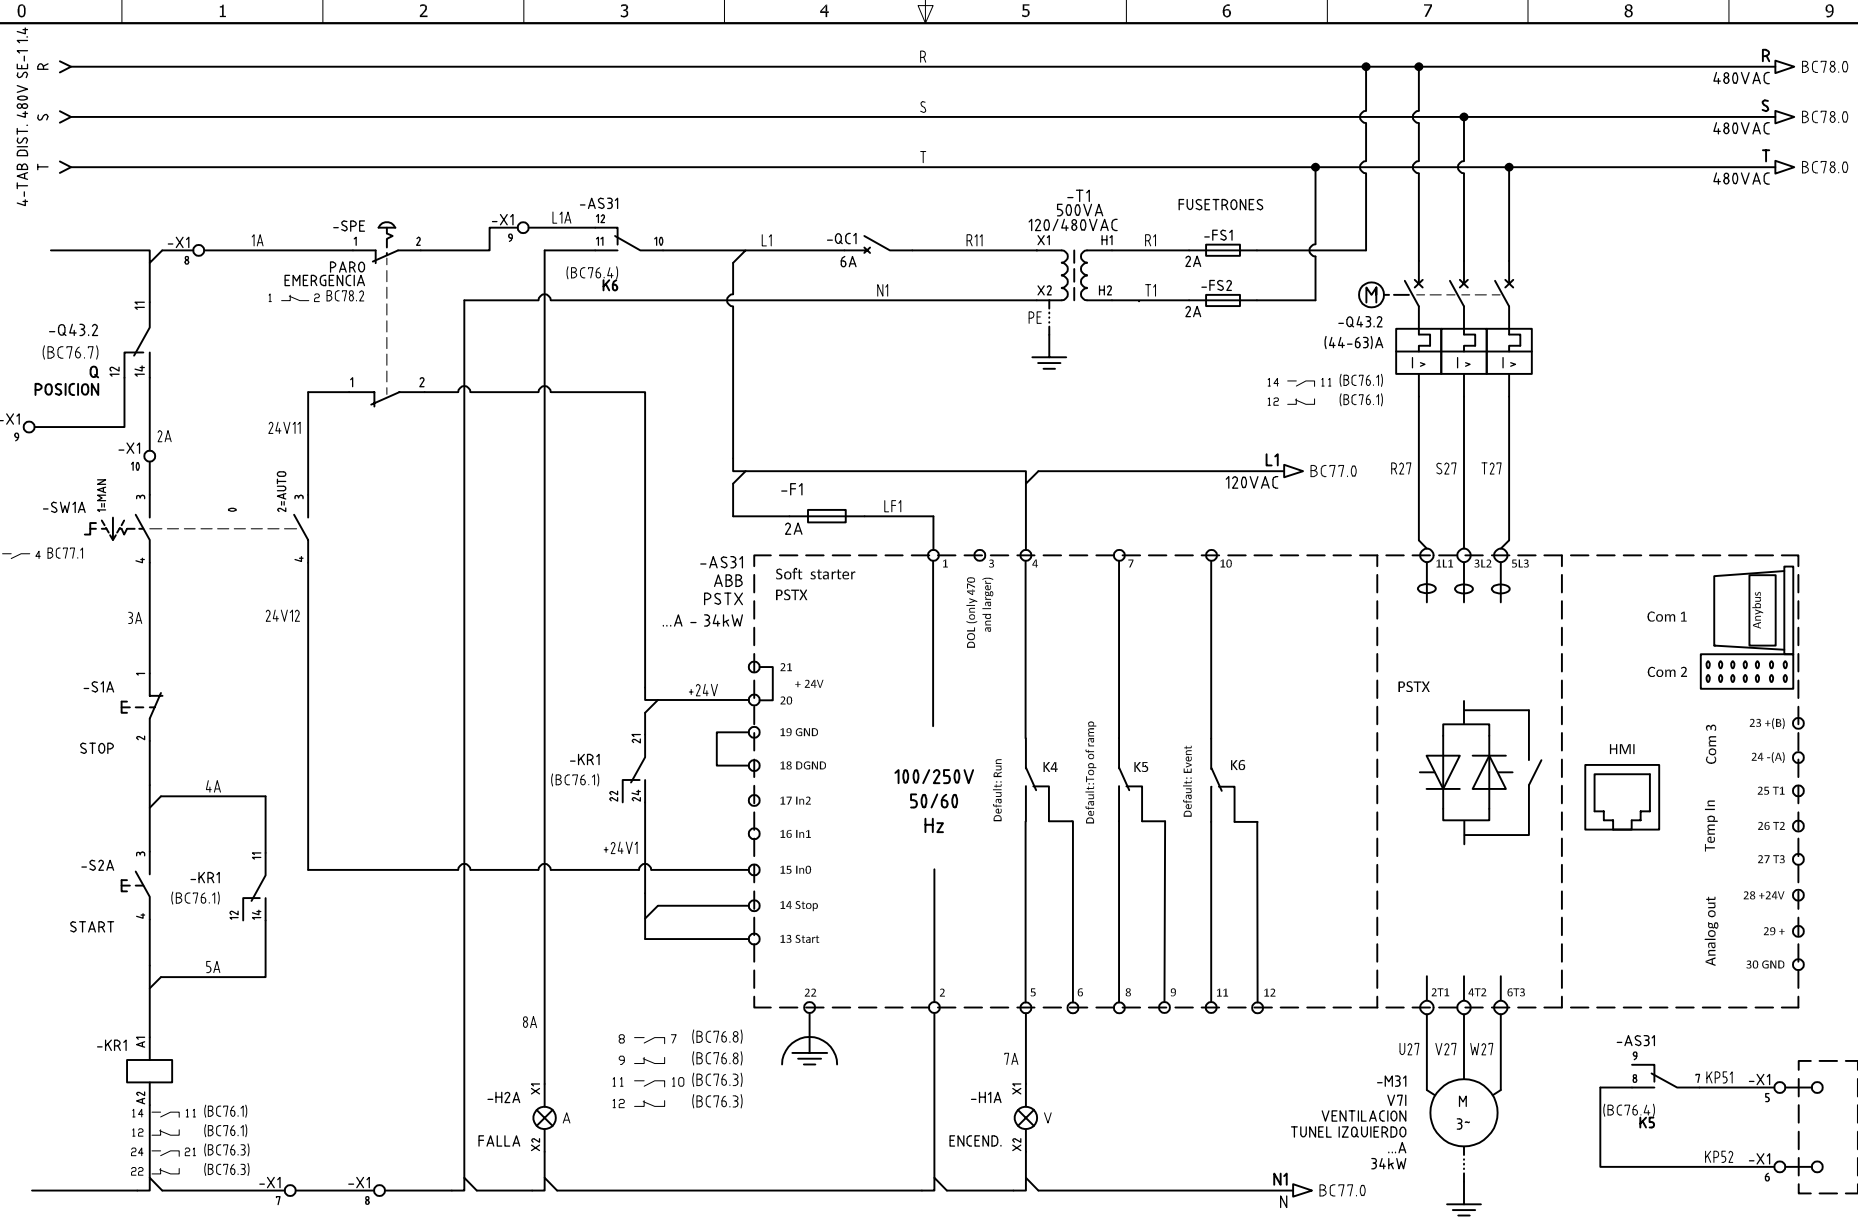 0 1 2 3 4 5 6 7 8 9
4-TAB DIST. 480V SE-11.4
R
R
R
480VAC
BC78.0
S
S
S
480VAC
BC78.0
T
T
T
480VAC
BC78.0
-X1
8
1A
-SPE
1
2
PARO
EMERGENCIA
1 2 BC78.2
-X1
9
L1A
-AS31
12
11
10
(BC76.4)
K6
L1
-QC1
6A
R11
-T1
500VA
120/480VAC
X1
H1
X2
H2
PE
N1
FUSETRONES
R1
-FS1
2A
T1
-FS2
2A
M
-Q43.2
(44-63)A
I >
I >
I >
14 11 (BC76.1)
12 (BC76.1)
11
-Q43.2
(BC76.7)
Q
POSICION
12
14
-X1
9
2A
-X1
10
1
2
24V11
-SW1A
1=MAN
3
0
2=AUTO
3
4 BC77.1
4
4
L1
120VAC
BC77.0
R27
S27
T27
-F1
2A
LF1
3A
24V12
-AS31
ABB
PSTX
...A - 34kW
Soft starter
PSTX
1
3
DOL (only 470
and larger)
4
7
10
1L1
3L2
5L3
Com 1
Anybus
Com 2
21
+ 24V
20
+24V
19 GND
18 DGND
17 In2
16 In1
15 In0
14 Stop
13 Start
1
-S1A
2
STOP
21
-KR1
(BC76.1)
22
24
+24V1
100/250V
50/60
Hz
Default: Run
K4
Default:Top of ramp
K5
Default: Event
K6
PSTX
HMI
Com 3
23 +(B)
24 -(A)
Temp In
25 T1
26 T2
27 T3
Analog out
28 +24V
29 +
30 GND
4A
3
-S2A
4
START
11
-KR1
(BC76.1)
12
14
5A
22
2
5
6
8
9
11
12
2T1
4T2
6T3
8A
7A
-KR1
A1
A2
14 11 (BC76.1)
12 (BC76.1)
24 21 (BC76.3)
22 (BC76.3)
8 7 (BC76.8)
9 (BC76.8)
11 10 (BC76.3)
12 (BC76.3)
X1
-H2A
A
FALLA
X2
X1
-H1A
V
ENCEND.
X2
U27
V27
W27
-M31
V7I
VENTILACION
TUNEL IZQUIERDO
...A
34kW
M
3~
-AS31
9
8
7
KP51
-X1
5
(BC76.4)
K5
KP52
-X1
6
-X1
7
-X1
8
N1
N
BC77.0